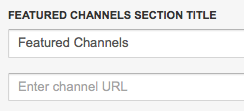 FEATURED CHANNELS SECTION TITLE
Featured Channels
Enter channel URL